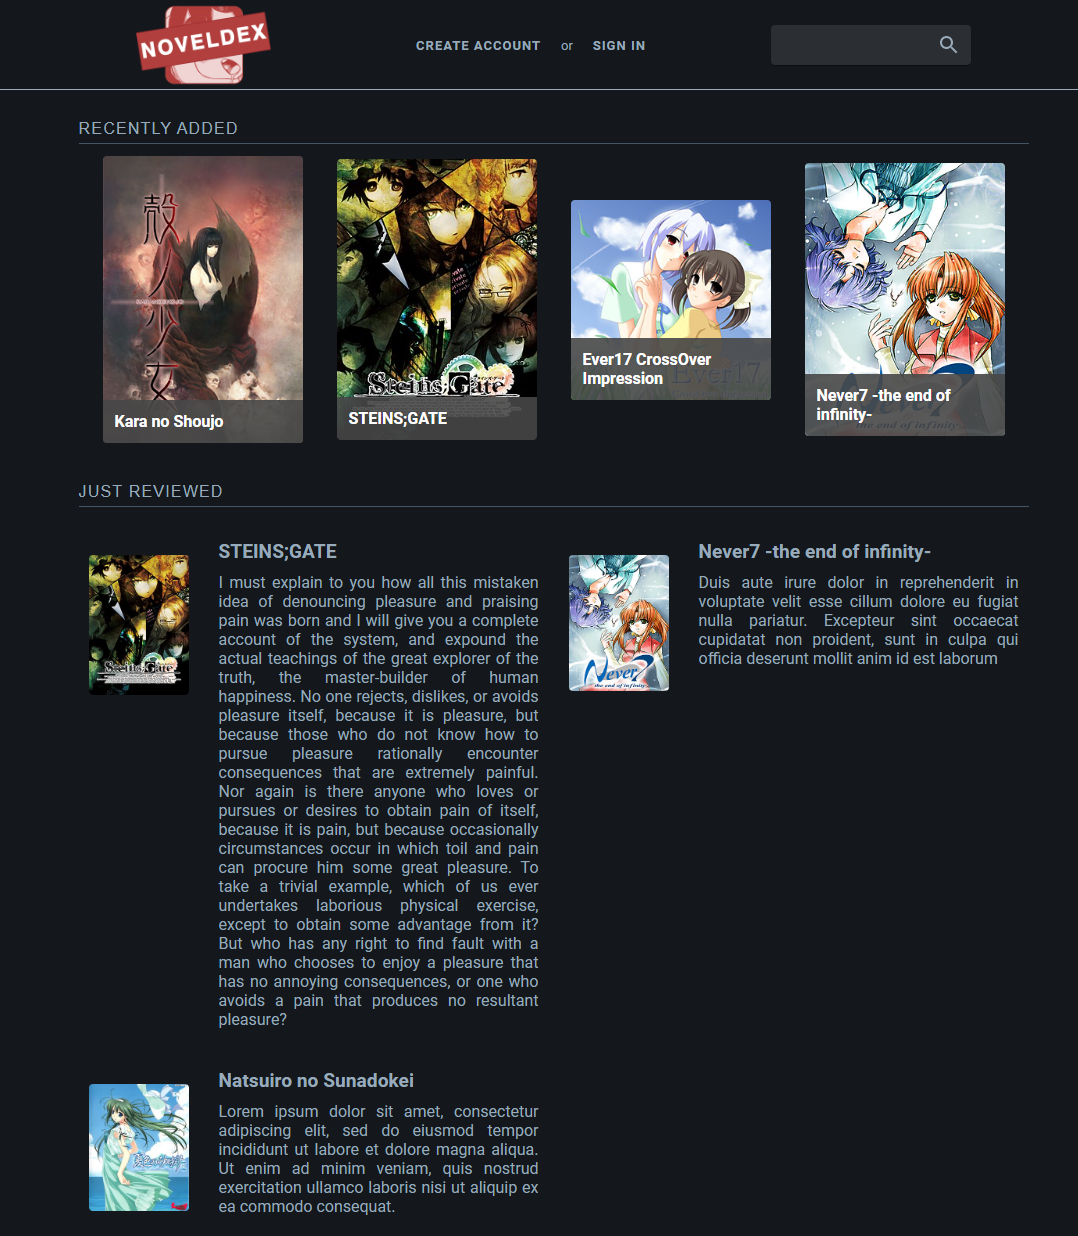 NOVELDEX
CREATE ACCOUNT or SIGN IN
RECENTLY ADDED
殻ノ少女
Kara no Shoujo
Steins;Gate
STEINS;GATE
Ever17
Ever17 CrossOver
Impression
Never7 -the end of
infinity-
the end of infinity
JUST REVIEWED
Steins;Gate
STEINS;GATE
I must explain to you how all this mistaken
idea of denouncing pleasure and praising
pain was born and I will give you a complete
account of the system, and expound the
actual teachings of the great explorer of the
truth, the master-builder of human
happiness. No one rejects, dislikes, or avoids
pleasure itself, because it is pleasure, but
because those who do not know how to
pursue pleasure rationally encounter
consequences that are extremely painful.
Nor again is there anyone who loves or
pursues or desires to obtain pain of itself,
because it is pain, but because occasionally
circumstances occur in which toil and pain
can procure him some great pleasure. To
take a trivial example, which of us ever
undertakes laborious physical exercise,
except to obtain some advantage from it?
But who has any right to find fault with a
man who chooses to enjoy a pleasure that
has no annoying consequences, or one who
avoids a pain that produces no resultant
pleasure?
Never7
the end of infinity
Never7 -the end of infinity-
Duis aute irure dolor in reprehenderit in
voluptate velit esse cillum dolore eu fugiat
nulla pariatur. Excepteur sint occaecat
cupidatat non proident, sunt in culpa qui
officia deserunt mollit anim id est laborum
Natsuiro no Sunadokei
Lorem ipsum dolor sit amet, consectetur
adipiscing elit, sed do eiusmod tempor
incididunt ut labore et dolore magna aliqua.
Ut enim ad minim veniam, quis nostrud
exercitation ullamco laboris nisi ut aliquip ex
ea commodo consequat.